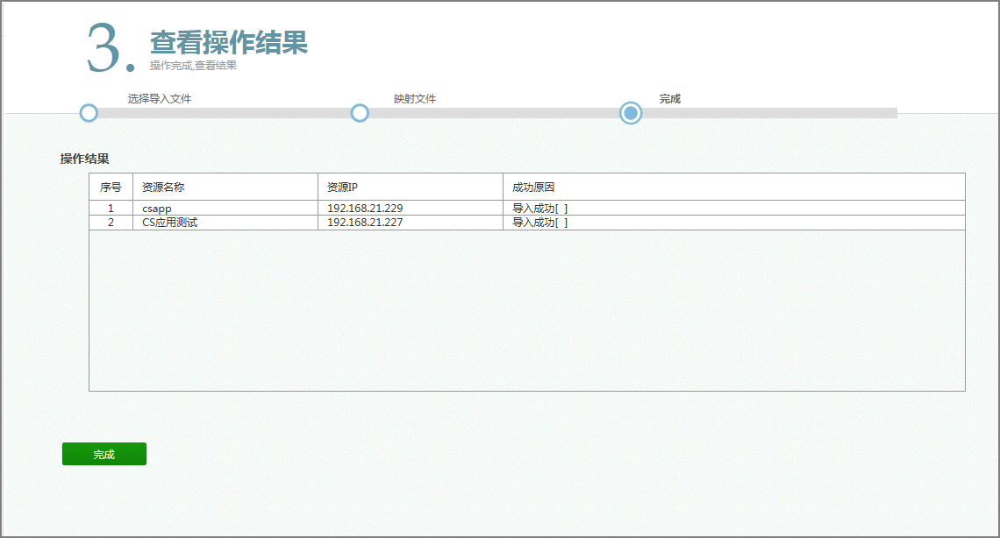 3.
查看操作结果
操作完成,查看结果
选择导入文件 映射文件 完成
操作结果
序号 资源名称 资源IP 成功原因
1 csapp 192.168.21.229 导入成功[ ]
2 CS应用测试 192.168.21.227 导入成功[ ]
完成